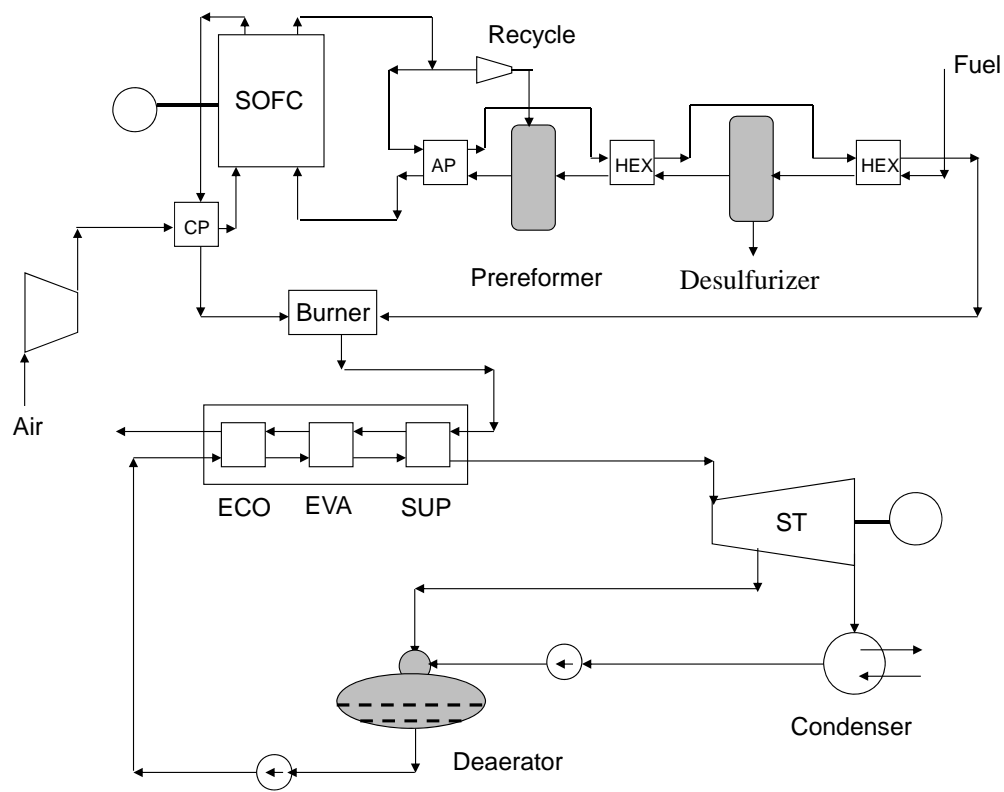 Recycle
Fuel
SOFC
AP
HEX
HEX
CP
Prereformer
Desulfurizer
Burner
Air
ECO
EVA
SUP
ST
Condenser
Deaerator